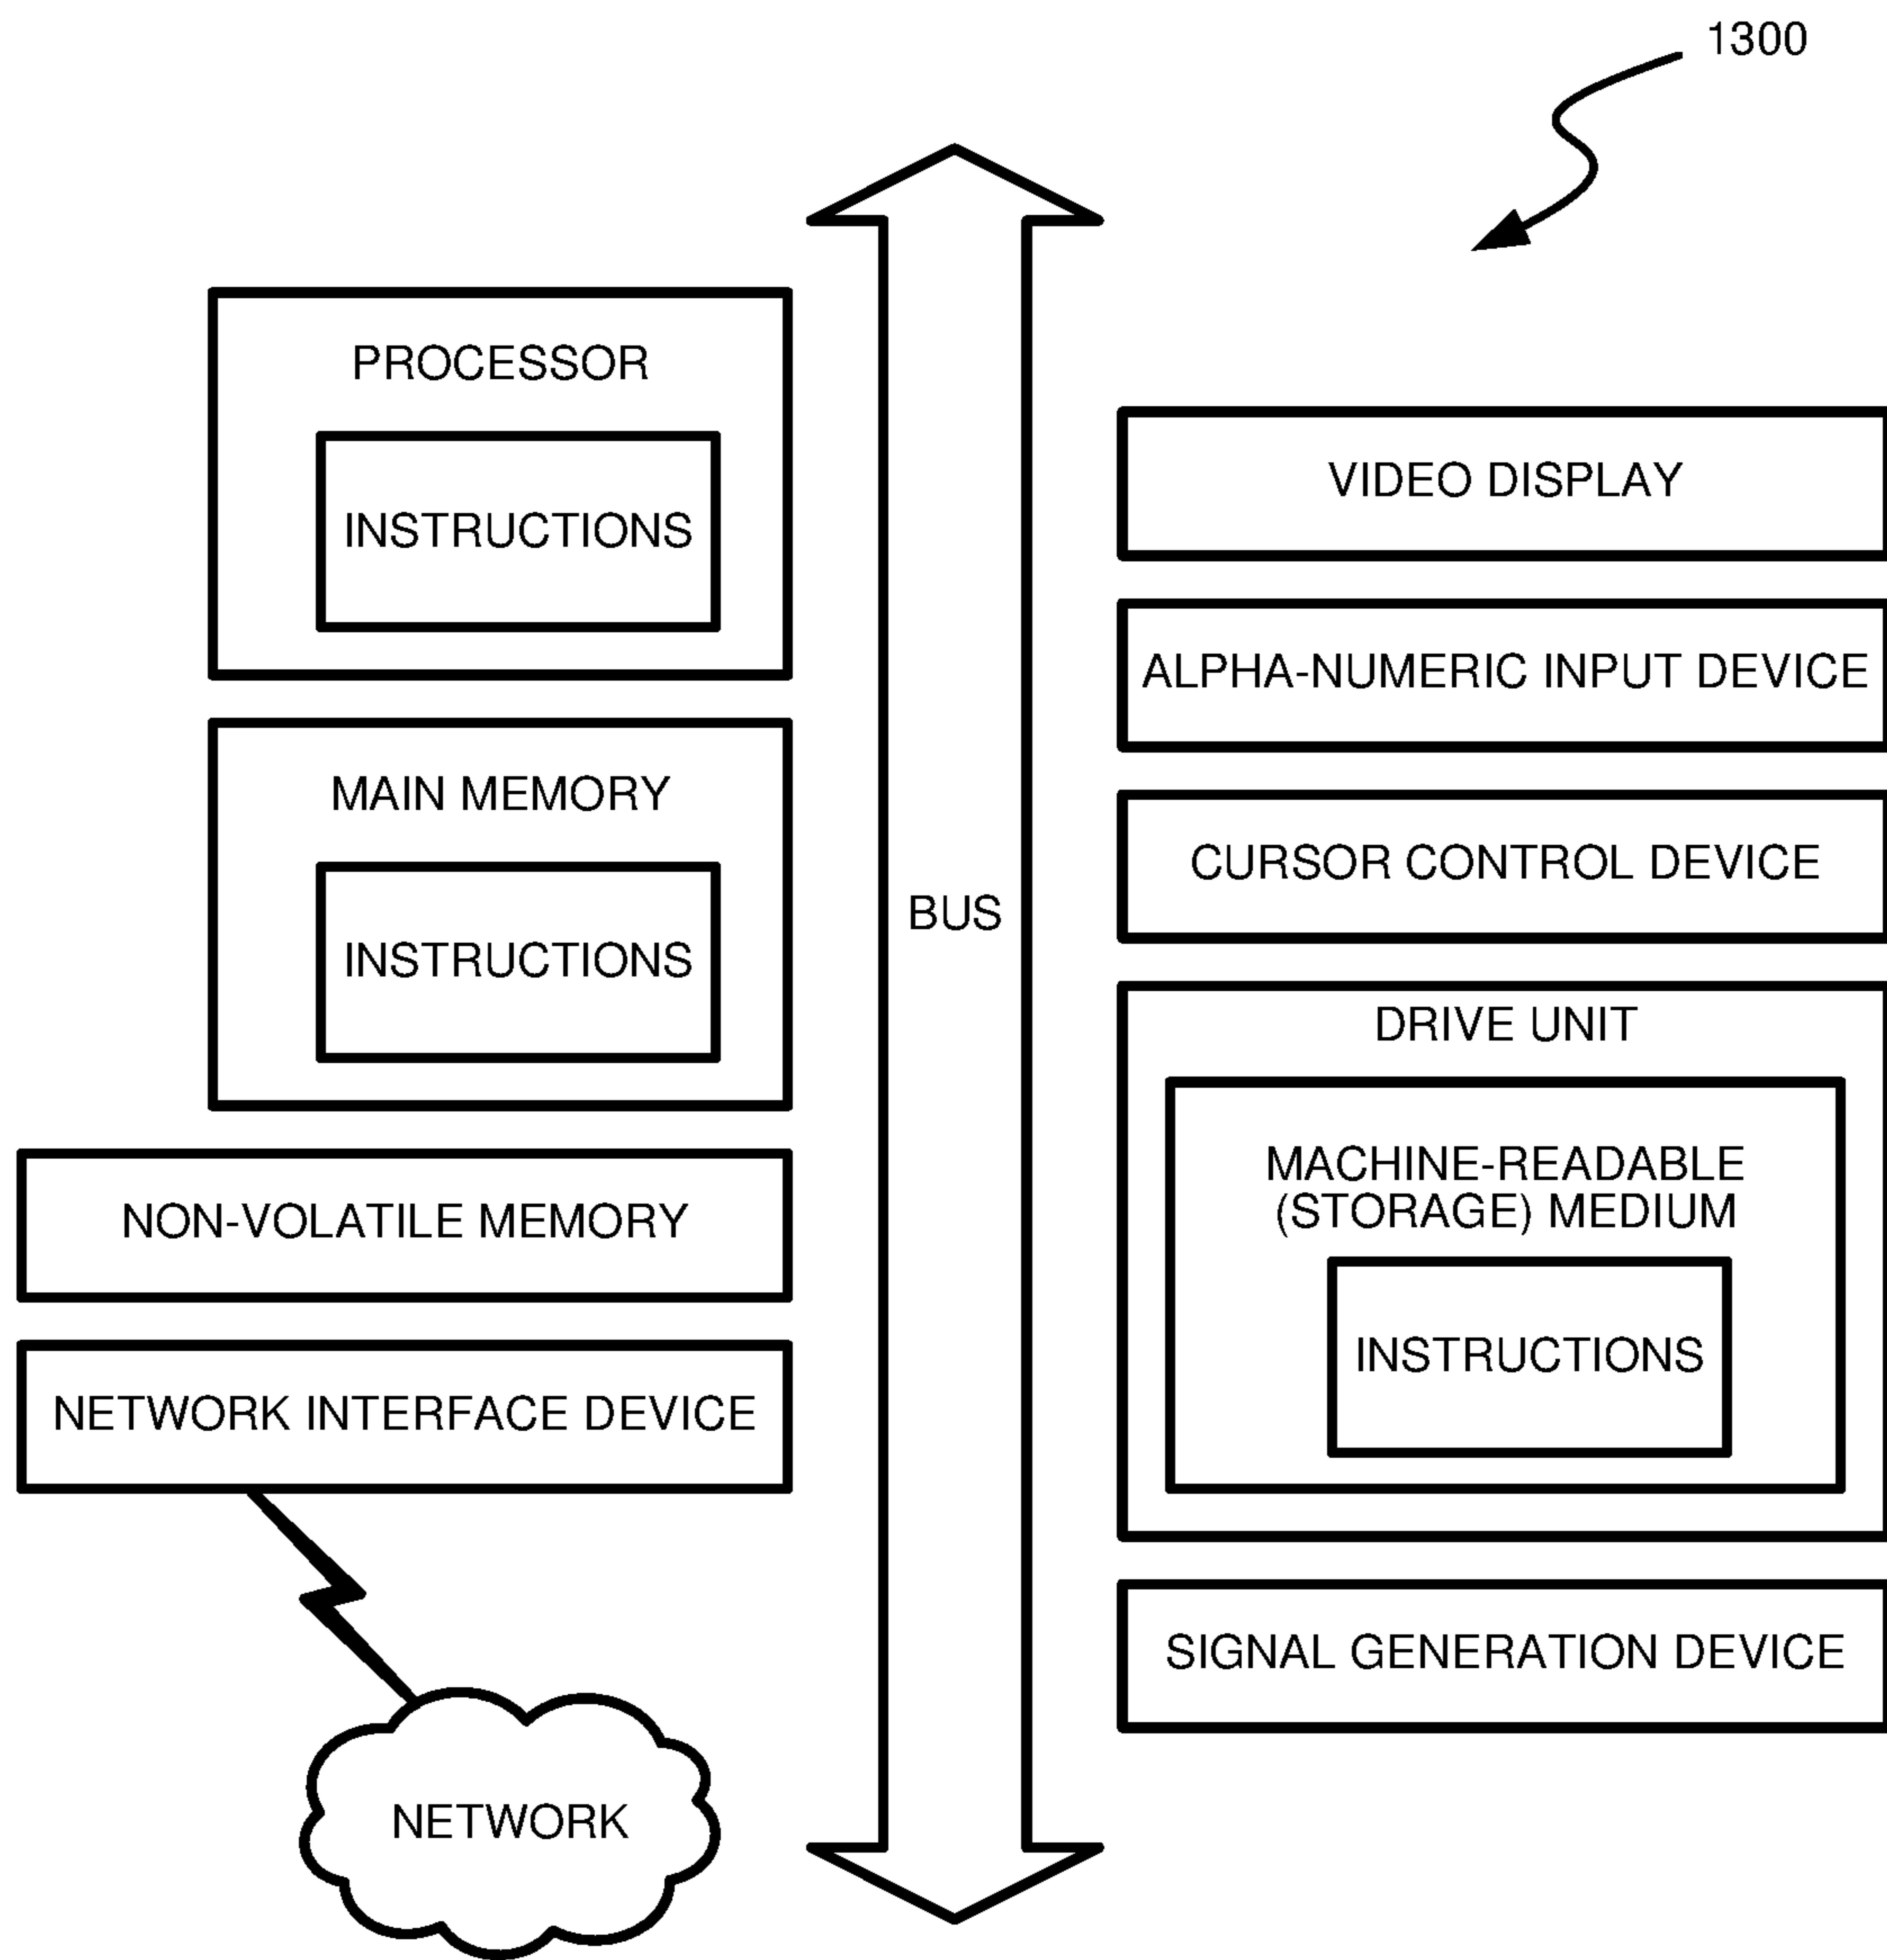 1300
PROCESSOR
INSTRUCTIONS
MAIN MEMORY
INSTRUCTIONS
NON-VOLATILE MEMORY
NETWORK INTERFACE DEVICE
NETWORK
BUS
VIDEO DISPLAY
ALPHA-NUMERIC INPUT DEVICE
CURSOR CONTROL DEVICE
DRIVE UNIT
MACHINE-READABLE
(STORAGE) MEDIUM
INSTRUCTIONS
SIGNAL GENERATION DEVICE